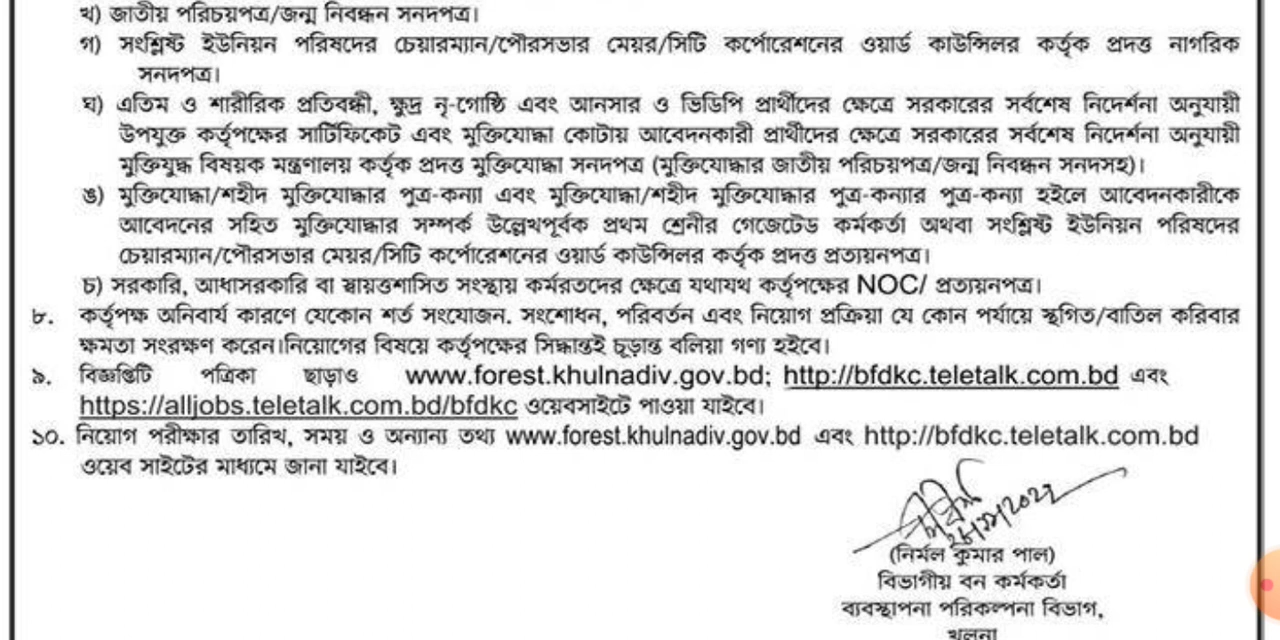 খ) জাতীয় পরিচয়পত্র/জন্ম নিবন্ধন সনদপত্র।
গ) সংশ্লিষ্ট ইউনিয়ন পরিষদের চেয়ারম্যান/পৌরসভার মেয়র/সিটি কর্পোরেশনের ওয়ার্ড কাউন্সিলর কর্তৃক প্রদত্ত নাগরিক
সনদপত্র।
ঘ) এতিম ও শারীরিক প্রতিবন্ধী, ক্ষুদ্র নৃ-গোষ্ঠি এবং আনসার ও ভিডিপি প্রার্থীদের ক্ষেত্রে সরকারের সর্বশেষ নিদের্শনা অনুযায়ী
উপযুক্ত কর্তৃপক্ষের সার্টিফিকেট এবং মুক্তিযোদ্ধা কোটায় আবেদনকারী প্রার্থীদের ক্ষেত্রে সরকারের সর্বশেষ নিদের্শনা অনুযায়ী
মুক্তিযুদ্ধ বিষয়ক মন্ত্রণালয় কর্তৃক প্রদত্ত মুক্তিযোদ্ধা সনদপত্র (মুক্তিযোদ্ধার জাতীয় পরিচয়পত্র/জন্ম নিবন্ধন সনদসহ)।
ঙ) মুক্তিযোদ্ধা/শহীদ মুক্তিযোদ্ধার পুত্র-কন্যা এবং মুক্তিযোদ্ধা/শহীদ মুক্তিযোদ্ধার পুত্র-কন্যার পুত্র-কন্যা হইলে আবেদনকারীকে
আবেদনের সহিত মুক্তিযোদ্ধার সম্পর্ক উল্লেখপূর্বক প্রথম শ্রেনীর গেজেটেড কর্মকর্তা অথবা সংশ্লিষ্ট ইউনিয়ন পরিষদের
চেয়ারম্যান/পৌরসভার মেয়র/সিটি কর্পোরেশনের ওয়ার্ড কাউন্সিলর কর্তৃক প্রদত্ত প্রত্যয়নপত্র।
চ) সরকারি, আধাসরকারি বা স্বায়ত্তশাসিত সংস্থায় কর্মরতদের ক্ষেত্রে যথাযথ কর্তৃপক্ষের NOC/ প্রত্যয়নপত্র।
৮. কর্তৃপক্ষ অনিবার্য কারণে যেকোন শর্ত সংযোজন. সংশোধন, পরিবর্তন এবং নিয়োগ প্রক্রিয়া যে কোন পর্যায়ে স্থগিত/বাতিল করিবার
ক্ষমতা সংরক্ষণ করেন।নিয়োগের বিষয়ে কর্তৃপক্ষের সিদ্ধান্তই চূড়ান্ত বলিয়া গণ্য হইবে।
৯. বিজ্ঞপ্তিটি পত্রিকা ছাড়াও www.forest.khulnadiv.gov.bd; http://bfdkc.teletalk.com.bd এবং
https://alljobs.teletalk.com.bd/bfdkc ওয়েবসাইটে পাওয়া যাইবে।
১০. নিয়োগ পরীক্ষার তারিখ, সময় ও অন্যান্য তথ্য www.forest.khulnadiv.gov.bd এবং http://bfdkc.teletalk.com.bd
ওয়েব সাইটের মাধ্যমে জানা যাইবে।
(নির্মল কুমার পাল)
বিভাগীয় বন কর্মকর্তা
ব্যবস্থাপনা পরিকল্পনা বিভাগ,
খুলনা